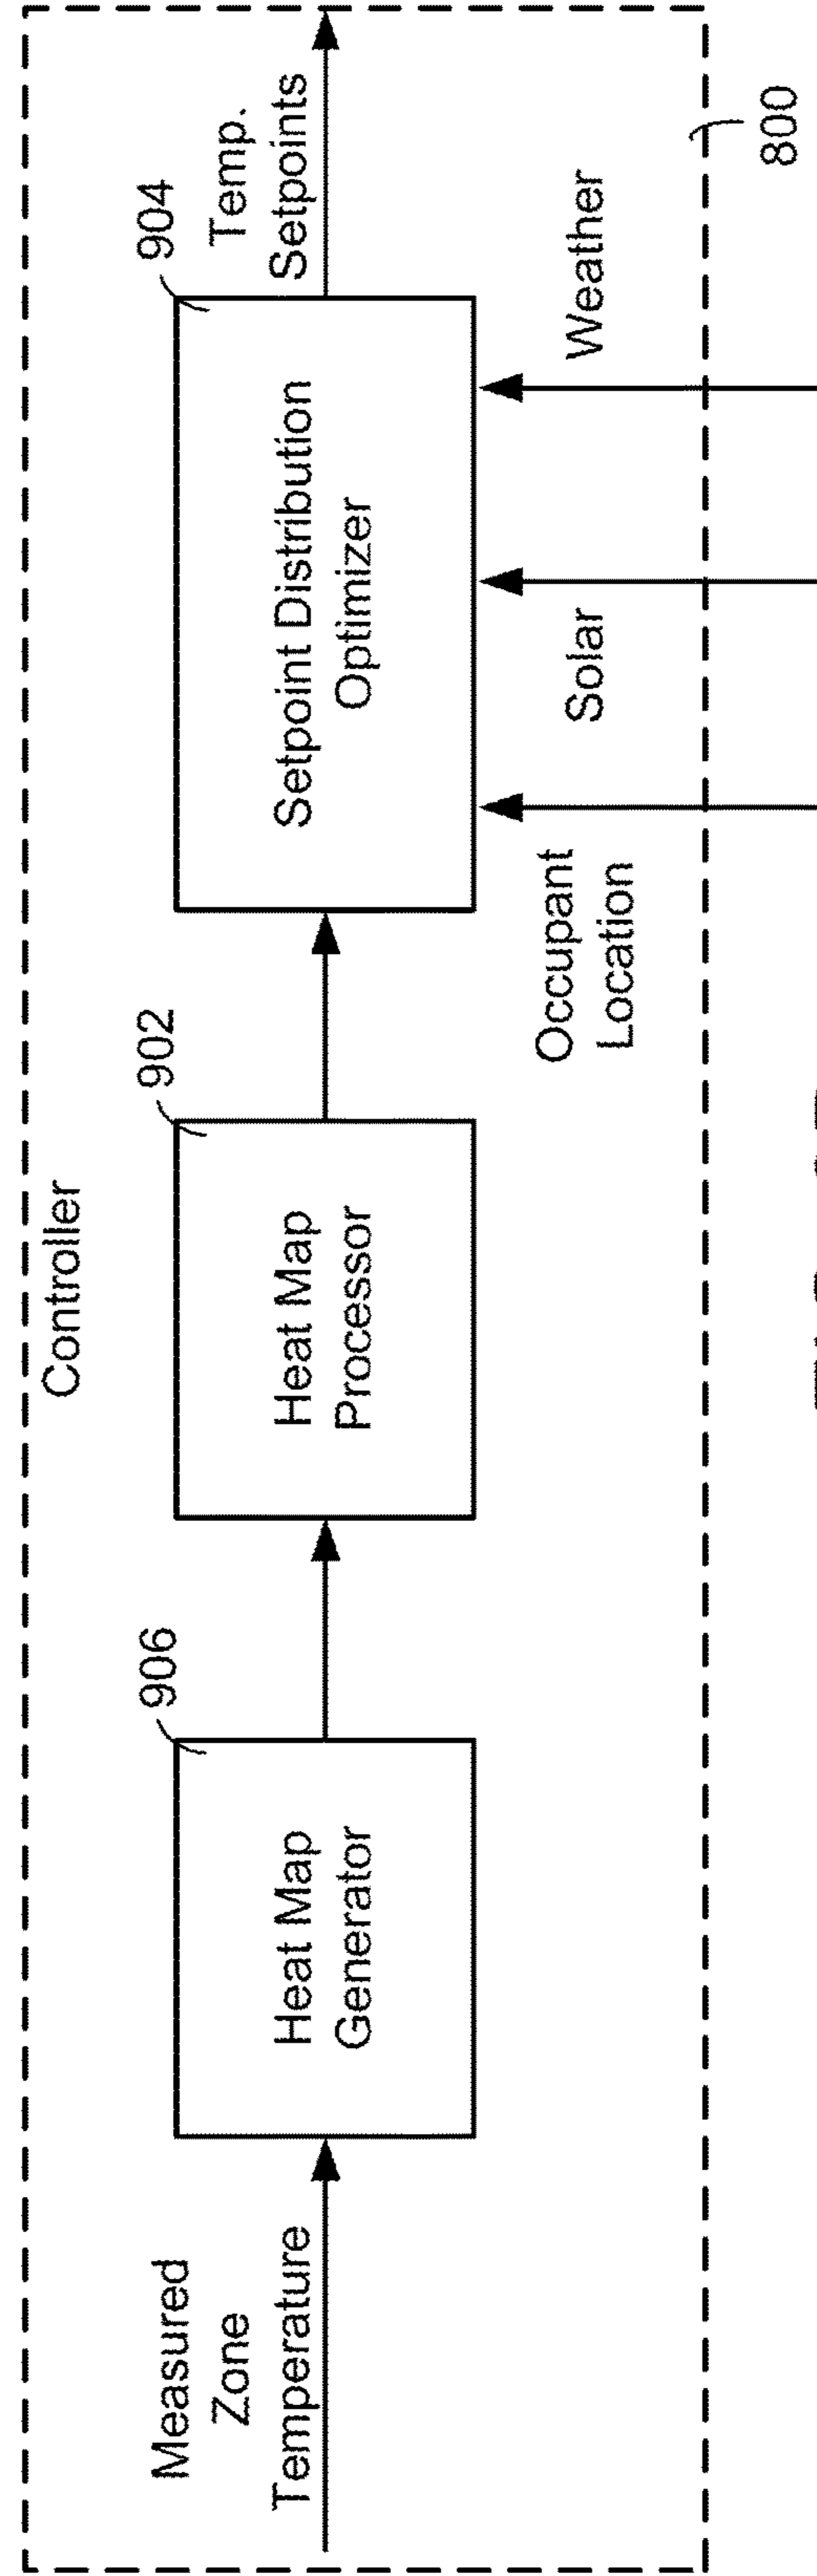 Controller
Measured
Zone
Temperature
906
Heat Map
Generator
902
Heat Map
Processor
904
Setpoint Distribution
Optimizer
Temp.
Setpoints
Occupant
Location
Solar
Weather
800